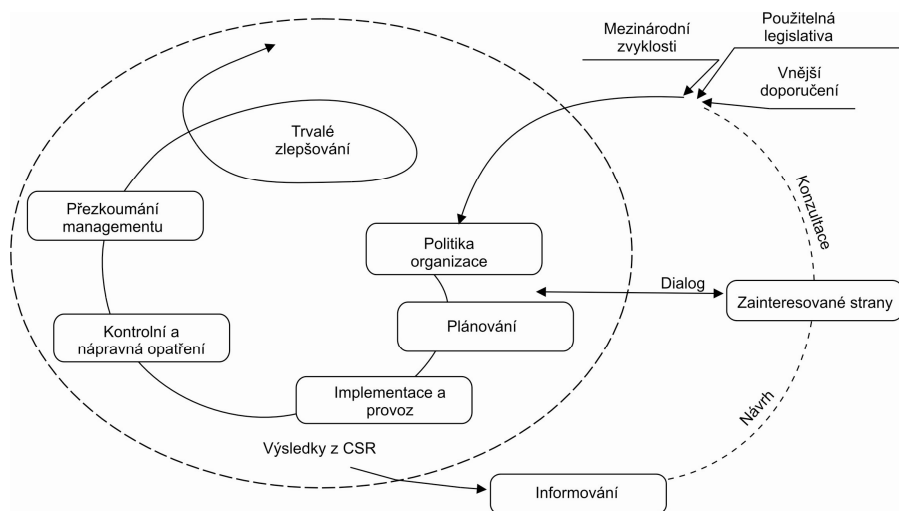 Mezinárodní
zvyklosti
Použitelná
legislativa
Vnější
doporučení
Trvalé
zlepšování
Konzultace
Přezkoumání
managementu
Politika
organizace
Dialog
Zainteresované strany
Plánování
Kontrolní a
nápravná opatření
Implementace a
provoz
Návrh
Výsledky z CSR
Informování